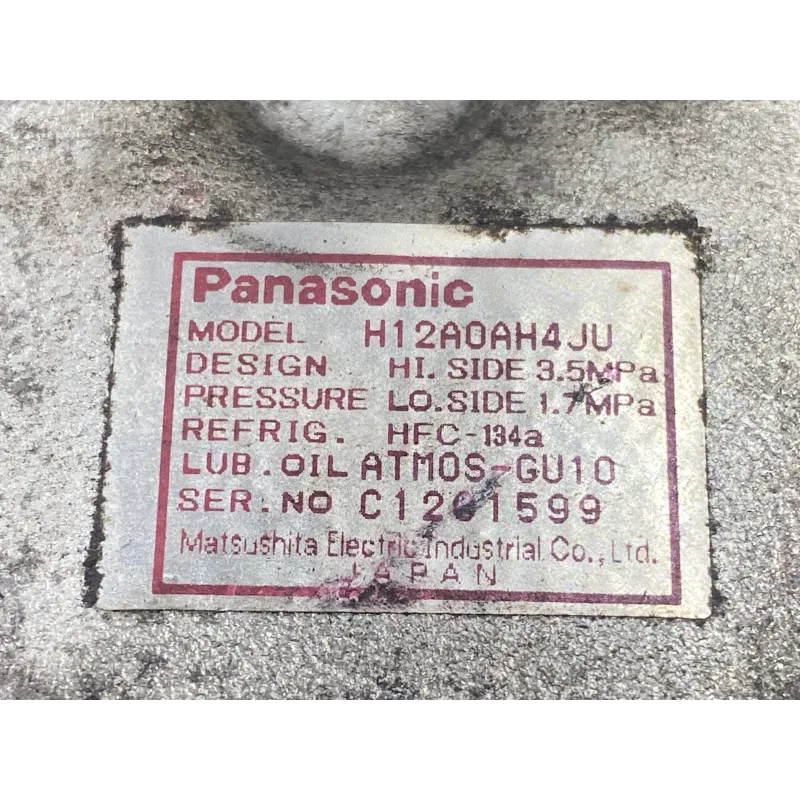 Panasonic
MODEL H12A0AH4JU
DESIGN HI. SIDE 3.5MPa
PRESSURE LO. SIDE 1.7MPa
REFRIG. HFC-134a
LUB. OIL ATMOS-GU10
SER. NO C1201599
Matsushita Electric Industrial Co., Ltd.
JAPAN